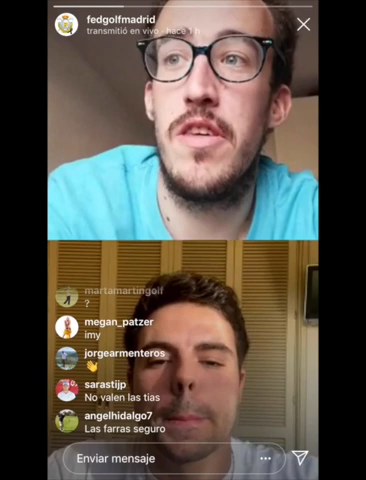 fedgolfmadrid
transmitió en vivo · hace 1 h
martamartingolf
?
megan_patzer
imy
jorgearmenteros
👋
sarastijp
No valen las tias
angelhidalgo7
Las farras seguro
Enviar mensaje